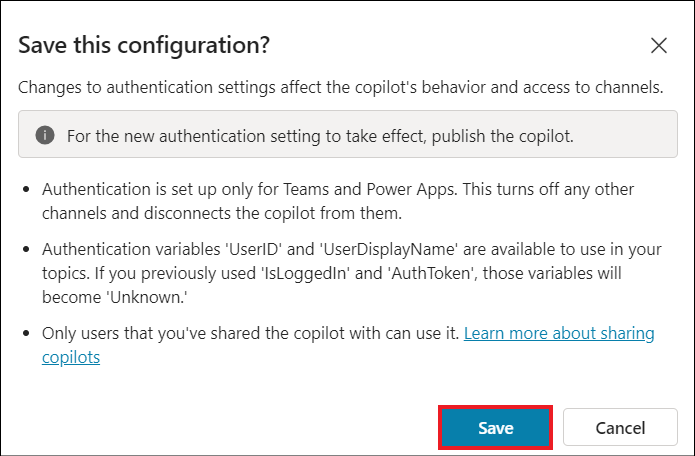 Save this configuration?
Changes to authentication settings affect the copilot's behavior and access to channels.
For the new authentication setting to take effect, publish the copilot.
• Authentication is set up only for Teams and Power Apps. This turns off any other
channels and disconnects the copilot from them.
• Authentication variables 'UserID' and 'UserDisplayName' are available to use in your
topics. If you previously used 'IsLoggedIn' and 'AuthToken', those variables will
become 'Unknown.'
• Only users that you've shared the copilot with can use it. Learn more about sharing
copilots
Save
Cancel